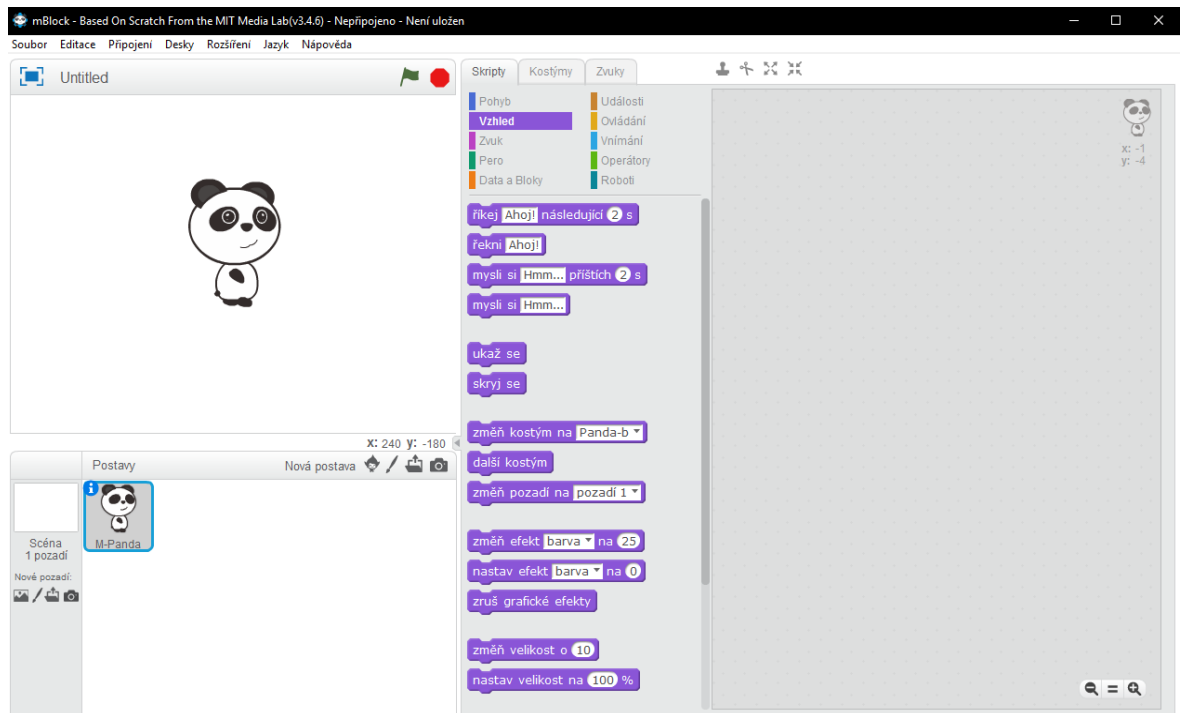 mBlock - Based On Scratch From the MIT Media Lab(v3.4.6) - Nepřipojeno - Není uložen
Soubor Editace Připojení Desky Rozšíření Jazyk Nápověda
Untitled
x: 240 y: -180
Postavy
Nová postava
Scéna
1 pozadí
Nové pozadí:
M-Panda
Skripty Kostýmy Zvuky
Pohyb Události
Vzhled Ovládání
Zvuk Vnímání
Pero Operátory
Data a Bloky Roboti
říkej Ahoj! následující 2 s
řekni Ahoj!
mysli si Hmm... příštích 2 s
mysli si Hmm...
ukaž se
skryj se
změň kostým na Panda-b
další kostým
změň pozadí na pozadí 1
změň efekt barva na 25
nastav efekt barva na 0
zruš grafické efekty
změň velikost o 10
nastav velikost na 100 %
x: -1
y: -4